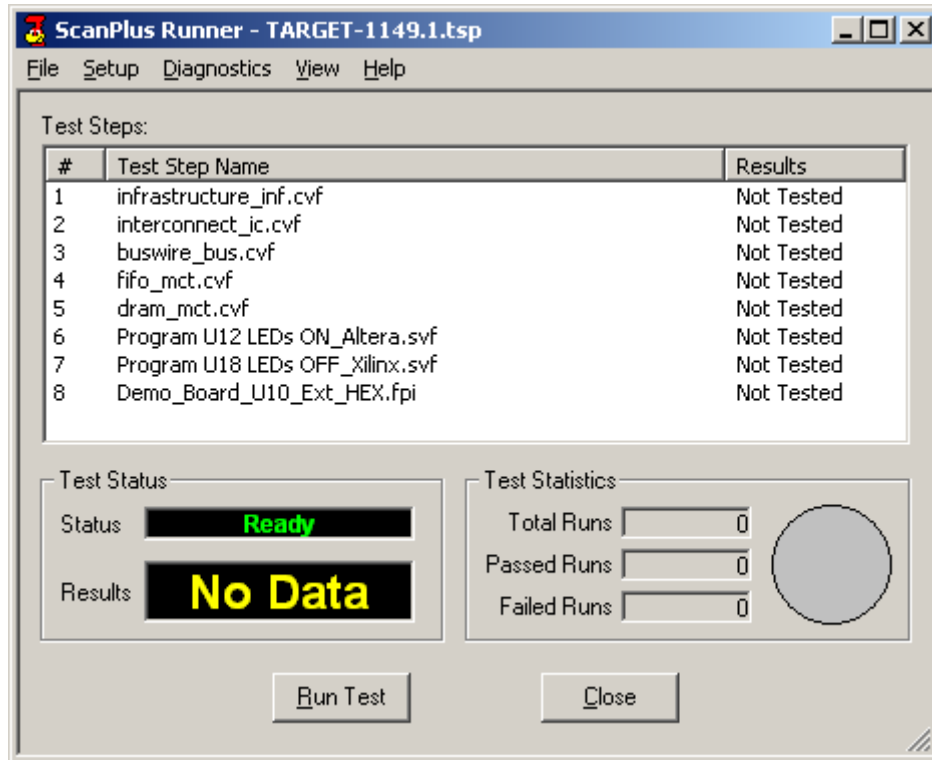 ScanPlus Runner - TARGET-1149.1.tsp
File Setup Diagnostics View Help
Test Steps:
# Test Step Name Results
1 infrastructure_inf.cvf Not Tested
2 interconnect_ic.cvf Not Tested
3 buswire_bus.cvf Not Tested
4 fifo_mct.cvf Not Tested
5 dram_mct.cvf Not Tested
6 Program U12 LEDs ON_Altera.svf Not Tested
7 Program U18 LEDs OFF_Xilinx.svf Not Tested
8 Demo_Board_U10_Ext_HEX.fpi Not Tested
Test Status
Status Ready
Results No Data
Test Statistics
Total Runs 0
Passed Runs 0
Failed Runs 0
Run Test Close